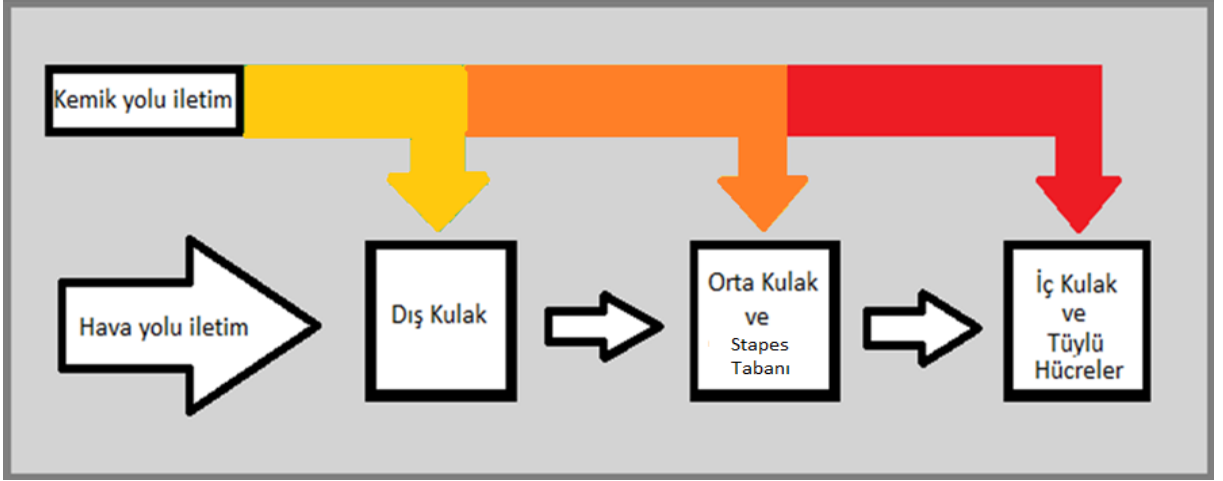 Kemik yolu iletim
Hava yolu iletim
Dış Kulak
Orta Kulak
ve
Stapes
Tabanı
İç Kulak
ve
Tüylü
Hücreler